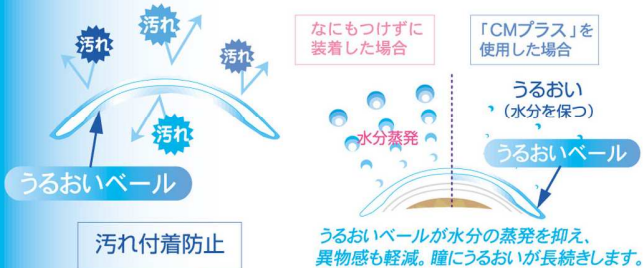 汚れ
汚れ
汚れ
汚れ
うるおいベール
汚れ付着防止
なにもつけずに
装着した場合
「CMプラス」を
使用した場合
水分蒸発
うるおい
(水分を保つ)
うるおいベール
うるおいベールが水分の蒸発を抑え、
異物感も軽減。瞳にうるおいが長続きします。